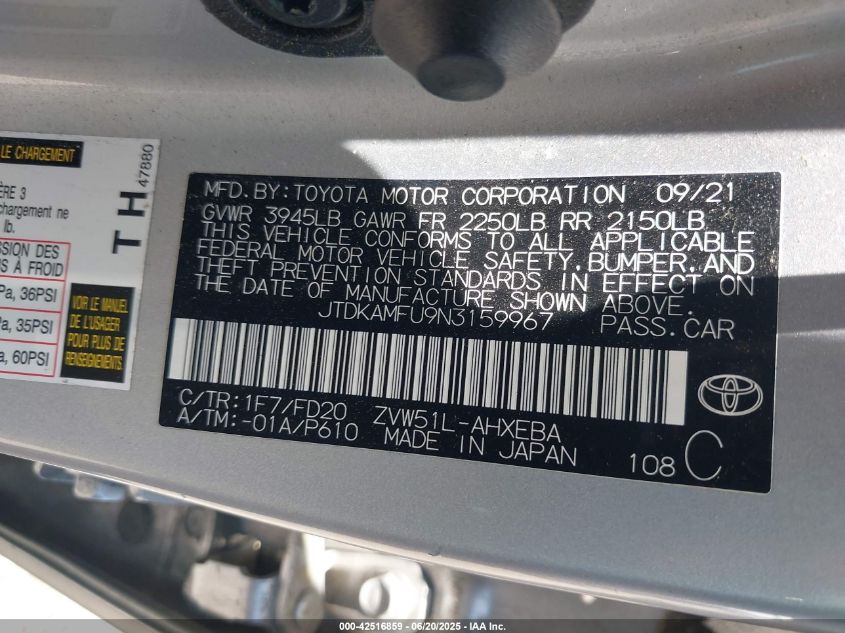 LE CHARGEMENT
47880
TH
ÈRE 3
chargement ne
lb.
SION DES
S À FROID
Pa, 36PSI
Pa, 35PSI
a, 60PSI
VOIR LE MANUEL
DE L'USAGER
POUR PLUS DE
RENSEIGNEMENTS.
MFD.BY:TOYOTA MOTOR CORPORATION 09/21
GVWR 3945LB GAWR FR 2250LB RR 2150LB
THIS VEHICLE CONFORMS TO ALL APPLICABLE
FEDERAL MOTOR VEHICLE SAFETY,BUMPER,AND
THEFT PREVENTION STANDARDS IN EFFECT ON
THE DATE OF MANUFACTURE SHOWN ABOVE.
JTDKAMFU9N3159967 PASS.CAR
C/TR:1F7/FD20 ZVW51L-AHXEBA
A/TM:-01A/P610 MADE IN JAPAN
108 C
000-42516859 - 06/20/2025 - IAA Inc.